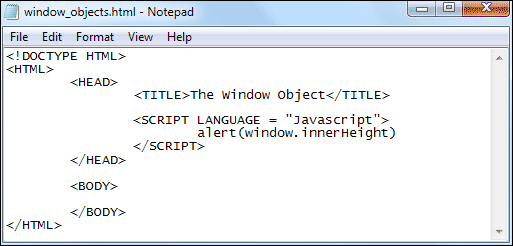 window_objects.html - Notepad
File Edit Format View Help
<!DOCTYPE HTML>
<HTML>
<HEAD>
<TITLE>The Window Object</TITLE>
<SCRIPT LANGUAGE = "Javascript">
alert(window.innerHeight)
</SCRIPT>
</HEAD>
<BODY>
</BODY>
</HTML>